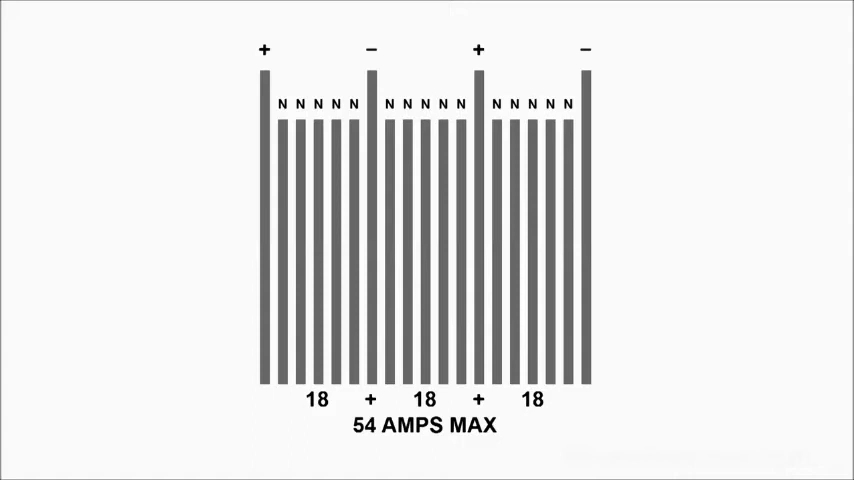 + − + −
N N N N N N N N N N N N N N N
18 + 18 + 18
54 AMPS MAX